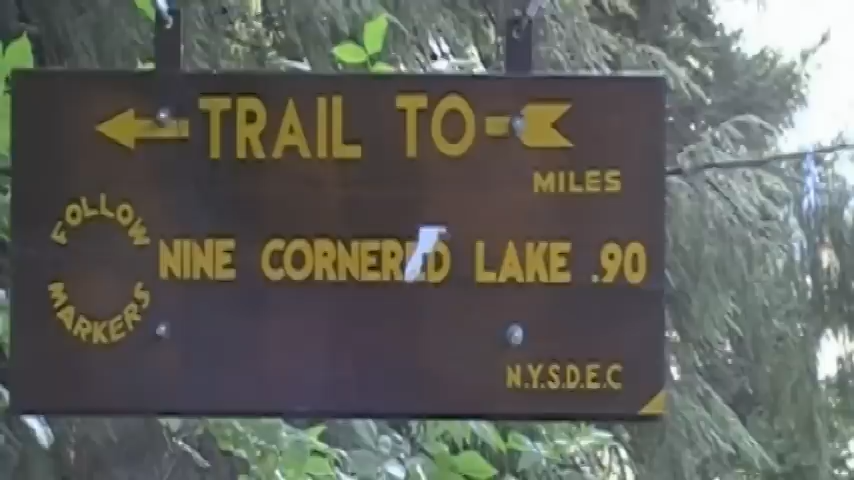 TRAIL TO
MILES
FOLLOW
NINE CORNERED LAKE .90
MARKERS
N.Y.S.D.E.C